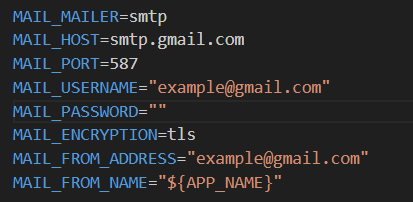 MAIL_MAILER=smtp
MAIL_HOST=smtp.gmail.com
MAIL_PORT=587
MAIL_USERNAME="example@gmail.com"
MAIL_PASSWORD=""
MAIL_ENCRYPTION=tls
MAIL_FROM_ADDRESS="example@gmail.com"
MAIL_FROM_NAME="${APP_NAME}"